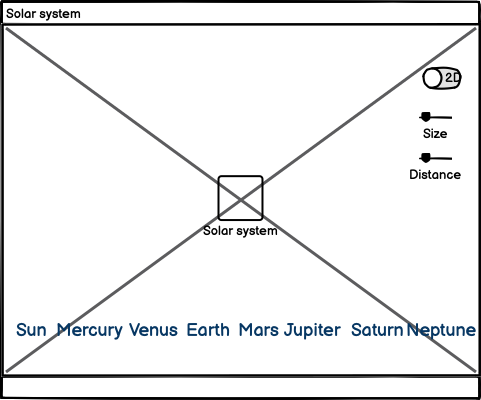 Solar system
2D
Size
Distance
Solar system
Sun Mercury Venus Earth Mars Jupiter Saturn Neptune